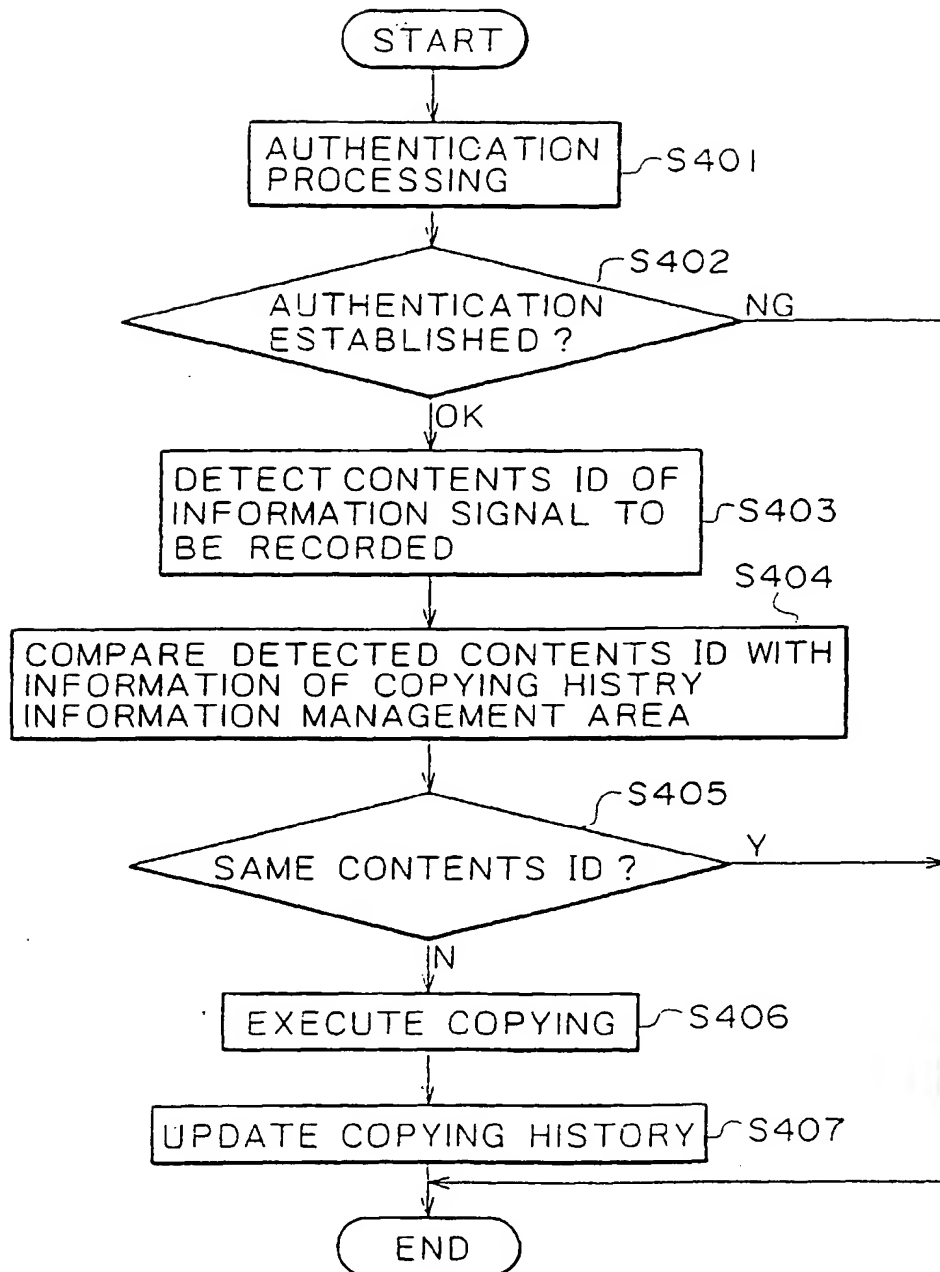 START
AUTHENTICATION
PROCESSING
S401
S402
AUTHENTICATION
ESTABLISHED ?
NG
OK
DETECT CONTENTS ID OF
INFORMATION SIGNAL TO
BE RECORDED
S403
S404
COMPARE DETECTED CONTENTS ID WITH
INFORMATION OF COPYING HISTRY
INFORMATION MANAGEMENT AREA
S405
SAME CONTENTS ID ?
Y
N
EXECUTE COPYING
S406
UPDATE COPYING HISTORY
S407
END